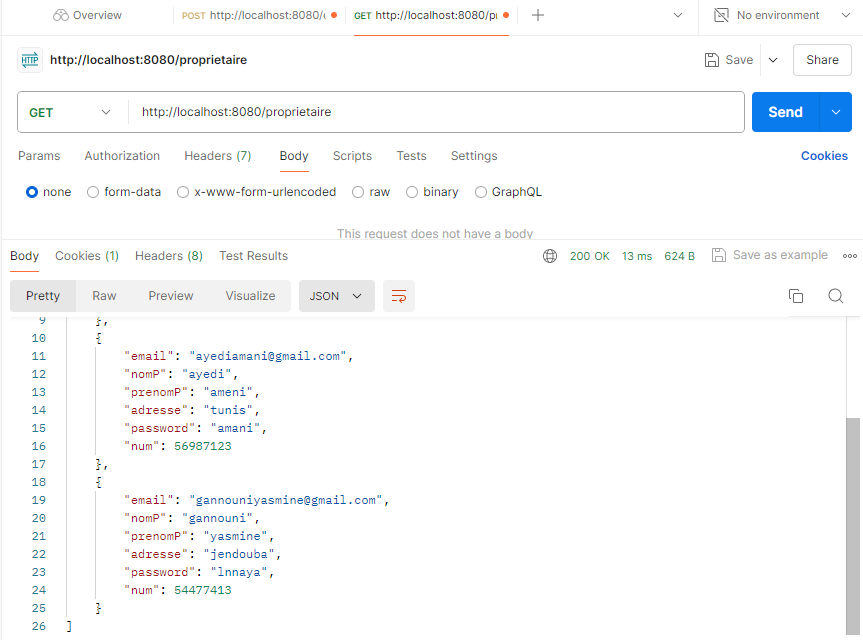 Overview
POST http://localhost:8080/
GET http://localhost:8080/
No environment
HTTP http://localhost:8080/proprietaire
Save
Share
GET http://localhost:8080/proprietaire
Send
Params Authorization Headers (7) Body Scripts Tests Settings Cookies
none form-data x-www-form-urlencoded raw binary GraphQL
This request does not have a body
Body Cookies (1) Headers (8) Test Results 200 OK 13 ms 624 B Save as example
Pretty Raw Preview Visualize JSON
9 },
10 {
11 "email": "ayediamani@gmail.com",
12 "nomP": "ayedi",
13 "prenomP": "ameni",
14 "adresse": "tunis",
15 "password": "amani",
16 "num": 56987123
17 },
18 {
19 "email": "gannouniyasmine@gmail.com",
20 "nomP": "gannouni",
21 "prenomP": "yasmine",
22 "adresse": "jendouba",
23 "password": "lnnaya",
24 "num": 54477413
25 }
26 ]